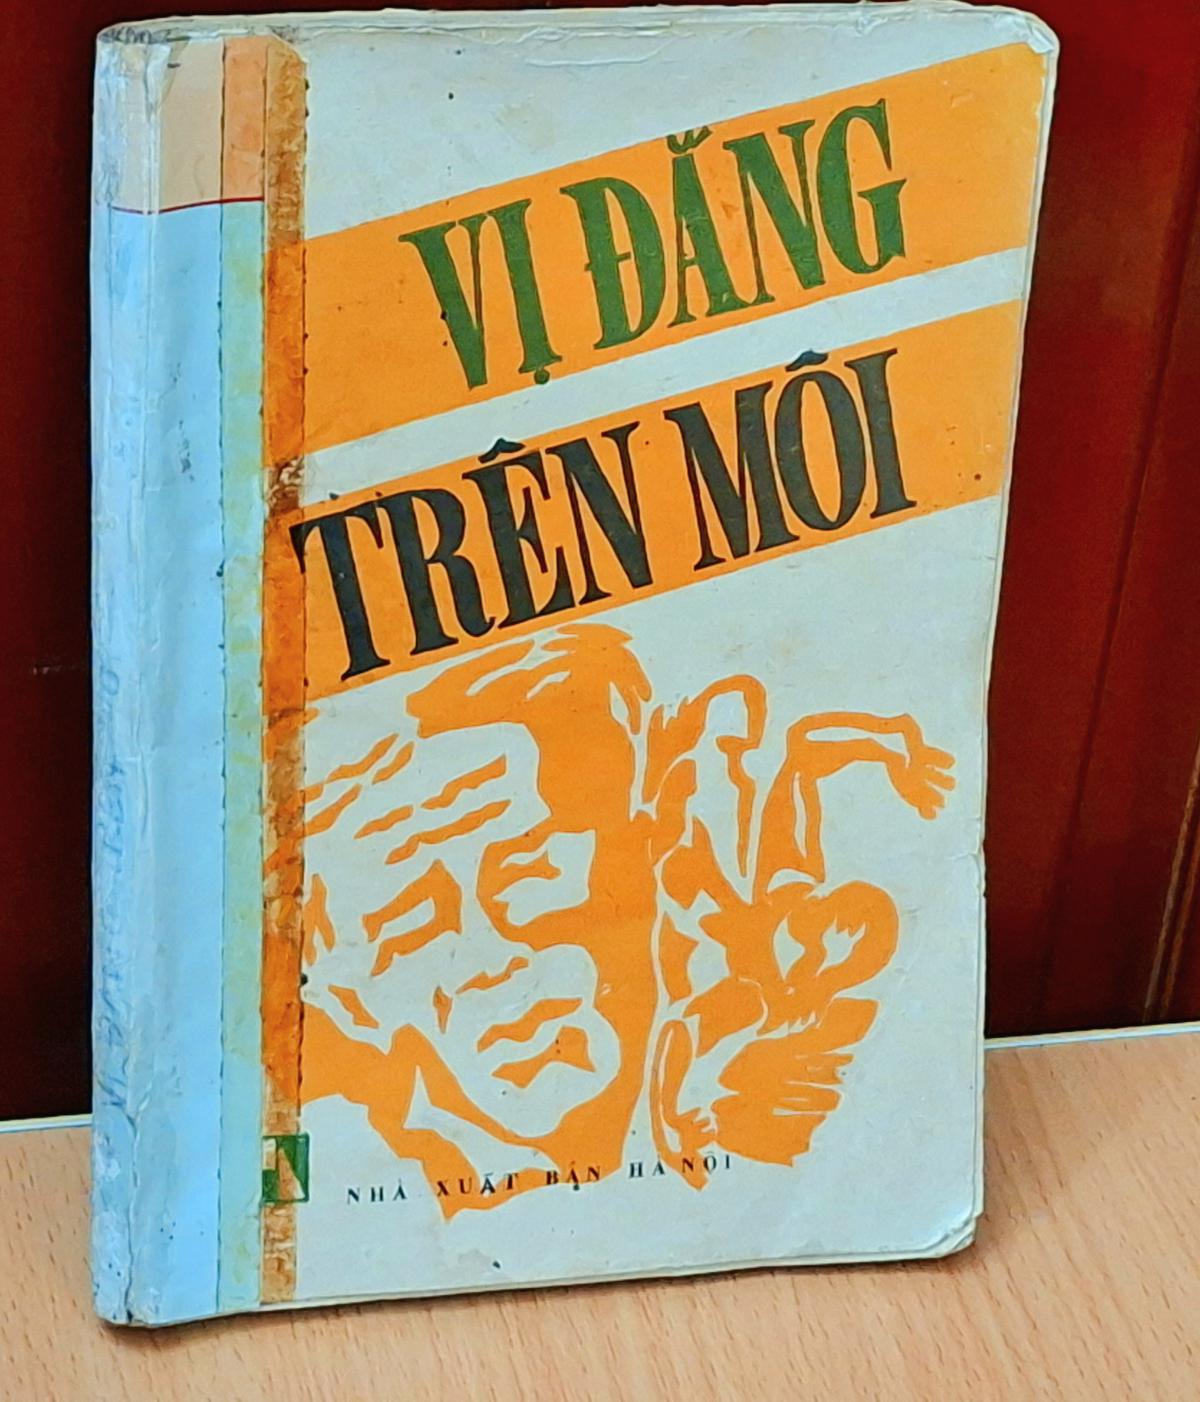 VỊ ĐẮNG
TRÊN MÔI
NHÀ XUẤT BẢN HÀ NỘI